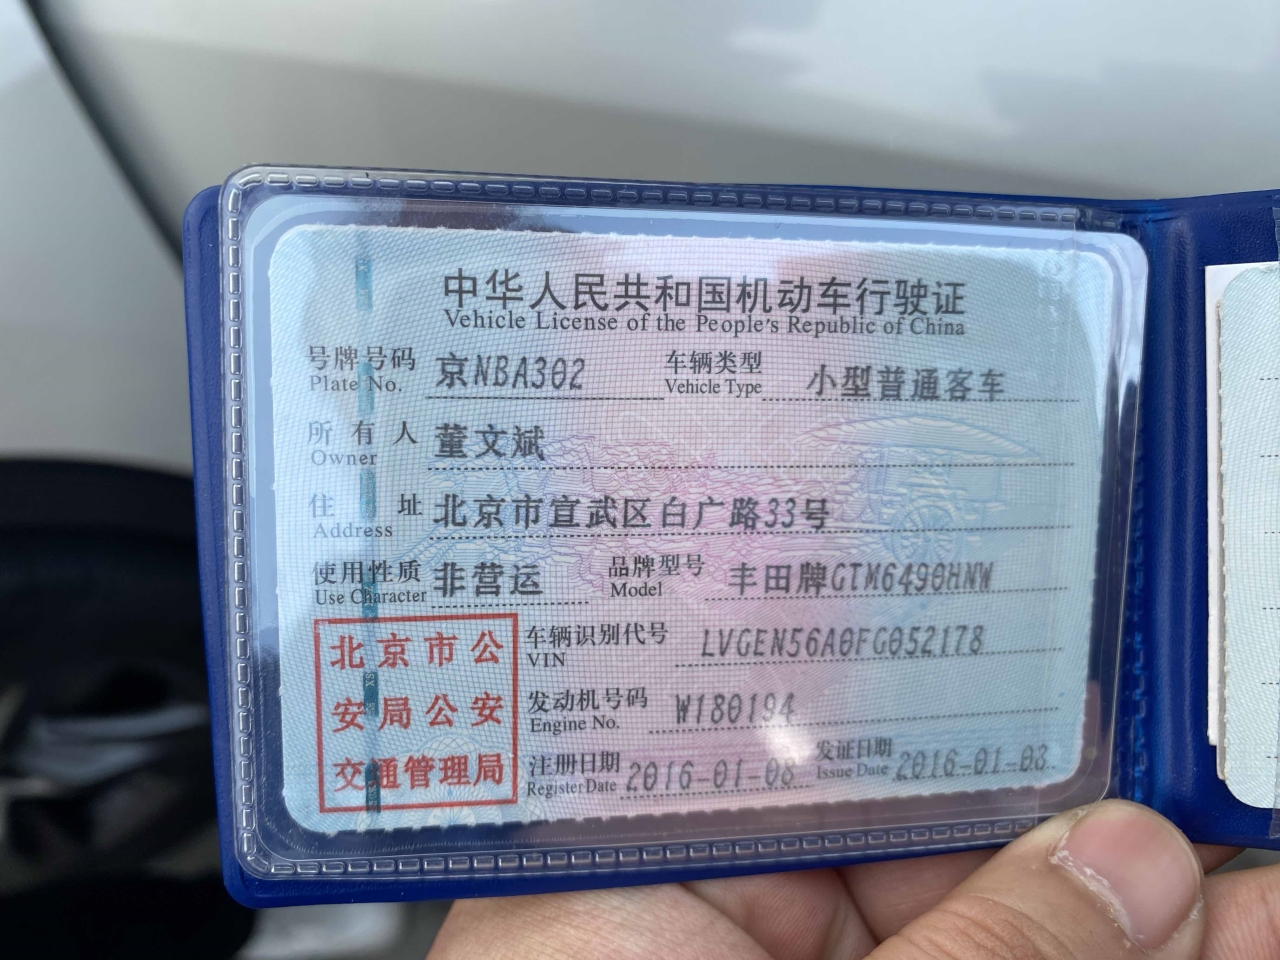 中华人民共和国机动车行驶证
Vehicle License of the People's Republic of China
号牌号码 京NBA302 车辆类型 小型普通客车
Plate No. Vehicle Type
所有人 董文斌
Owner
住址 北京市宣武区白广路33号
Address
使用性质 非营运 品牌型号 丰田牌GTM6490HNW
Use Character Model
北京市公 车辆识别代号 LVGEN56A0FG052178
VIN
安局公安 发动机号码 W180194
Engine No.
交通管理局 注册日期 2016-01-08 发证日期 2016-01-08
Register Date Issue Date